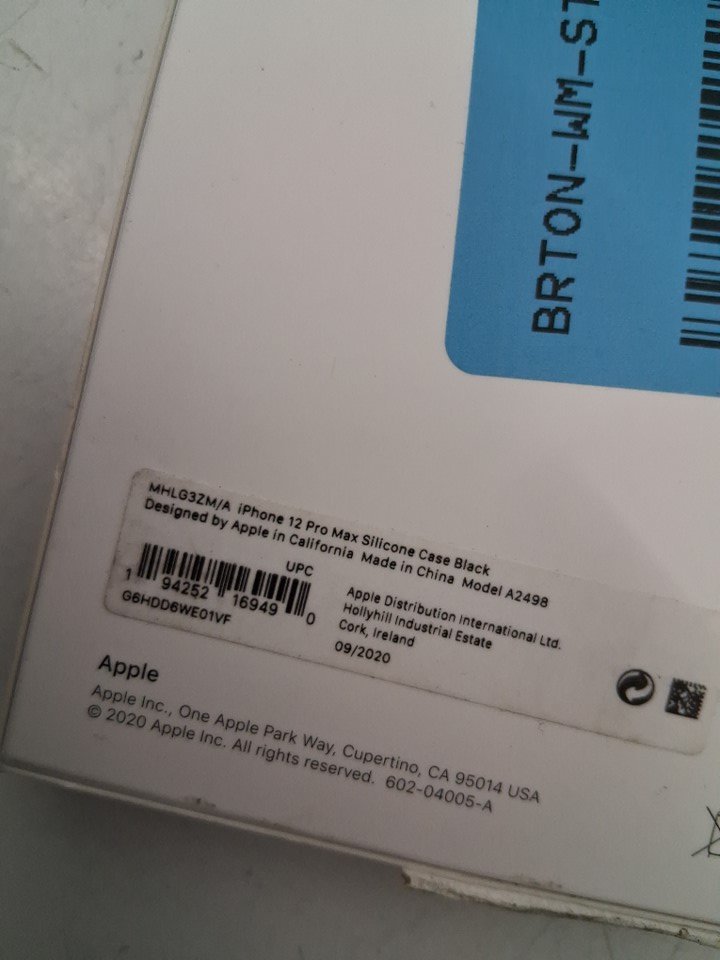 BRTON-WM-ST
MHLG3ZM/A iPhone 12 Pro Max Silicone Case Black
Designed by Apple in California Made in China Model A2498
UPC
1 94252 16949 0
G6HDD6WE01VF
Apple Distribution International Ltd.
Hollyhill Industrial Estate
Cork, Ireland
09/2020
Apple
Apple Inc., One Apple Park Way, Cupertino, CA 95014 USA
© 2020 Apple Inc. All rights reserved. 602-04005-A